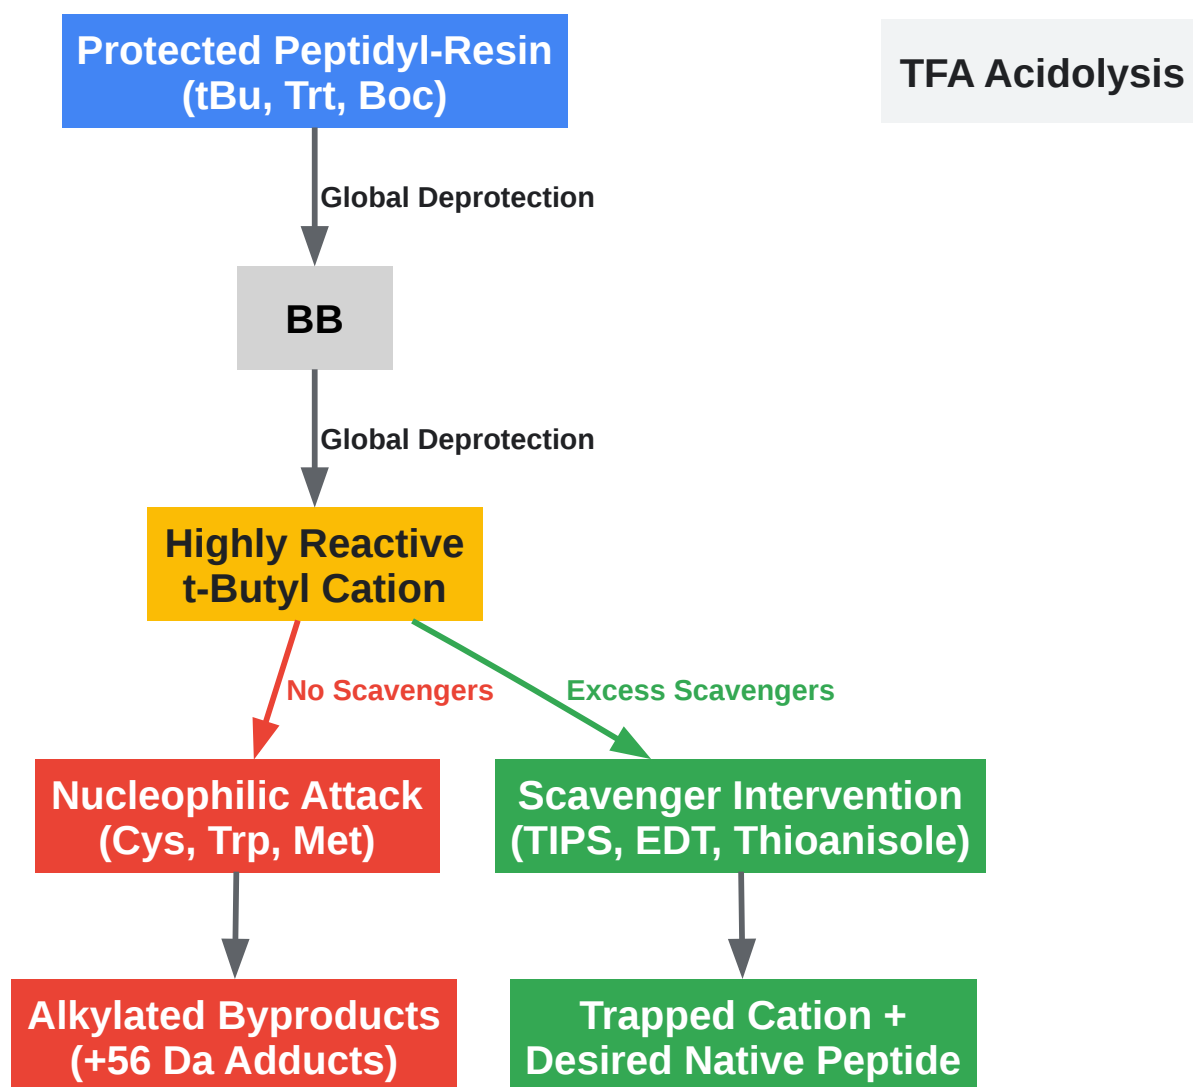 Protected Peptidyl-Resin
(tBu, Trt, Boc)
TFA Acidolysis
Global Deprotection
BB
Global Deprotection
Highly Reactive
t-Butyl Cation
No Scavengers
Excess Scavengers
Nucleophilic Attack
(Cys, Trp, Met)
Scavenger Intervention
(TIPS, EDT, Thioanisole)
Alkylated Byproducts
(+56 Da Adducts)
Trapped Cation +
Desired Native Peptide